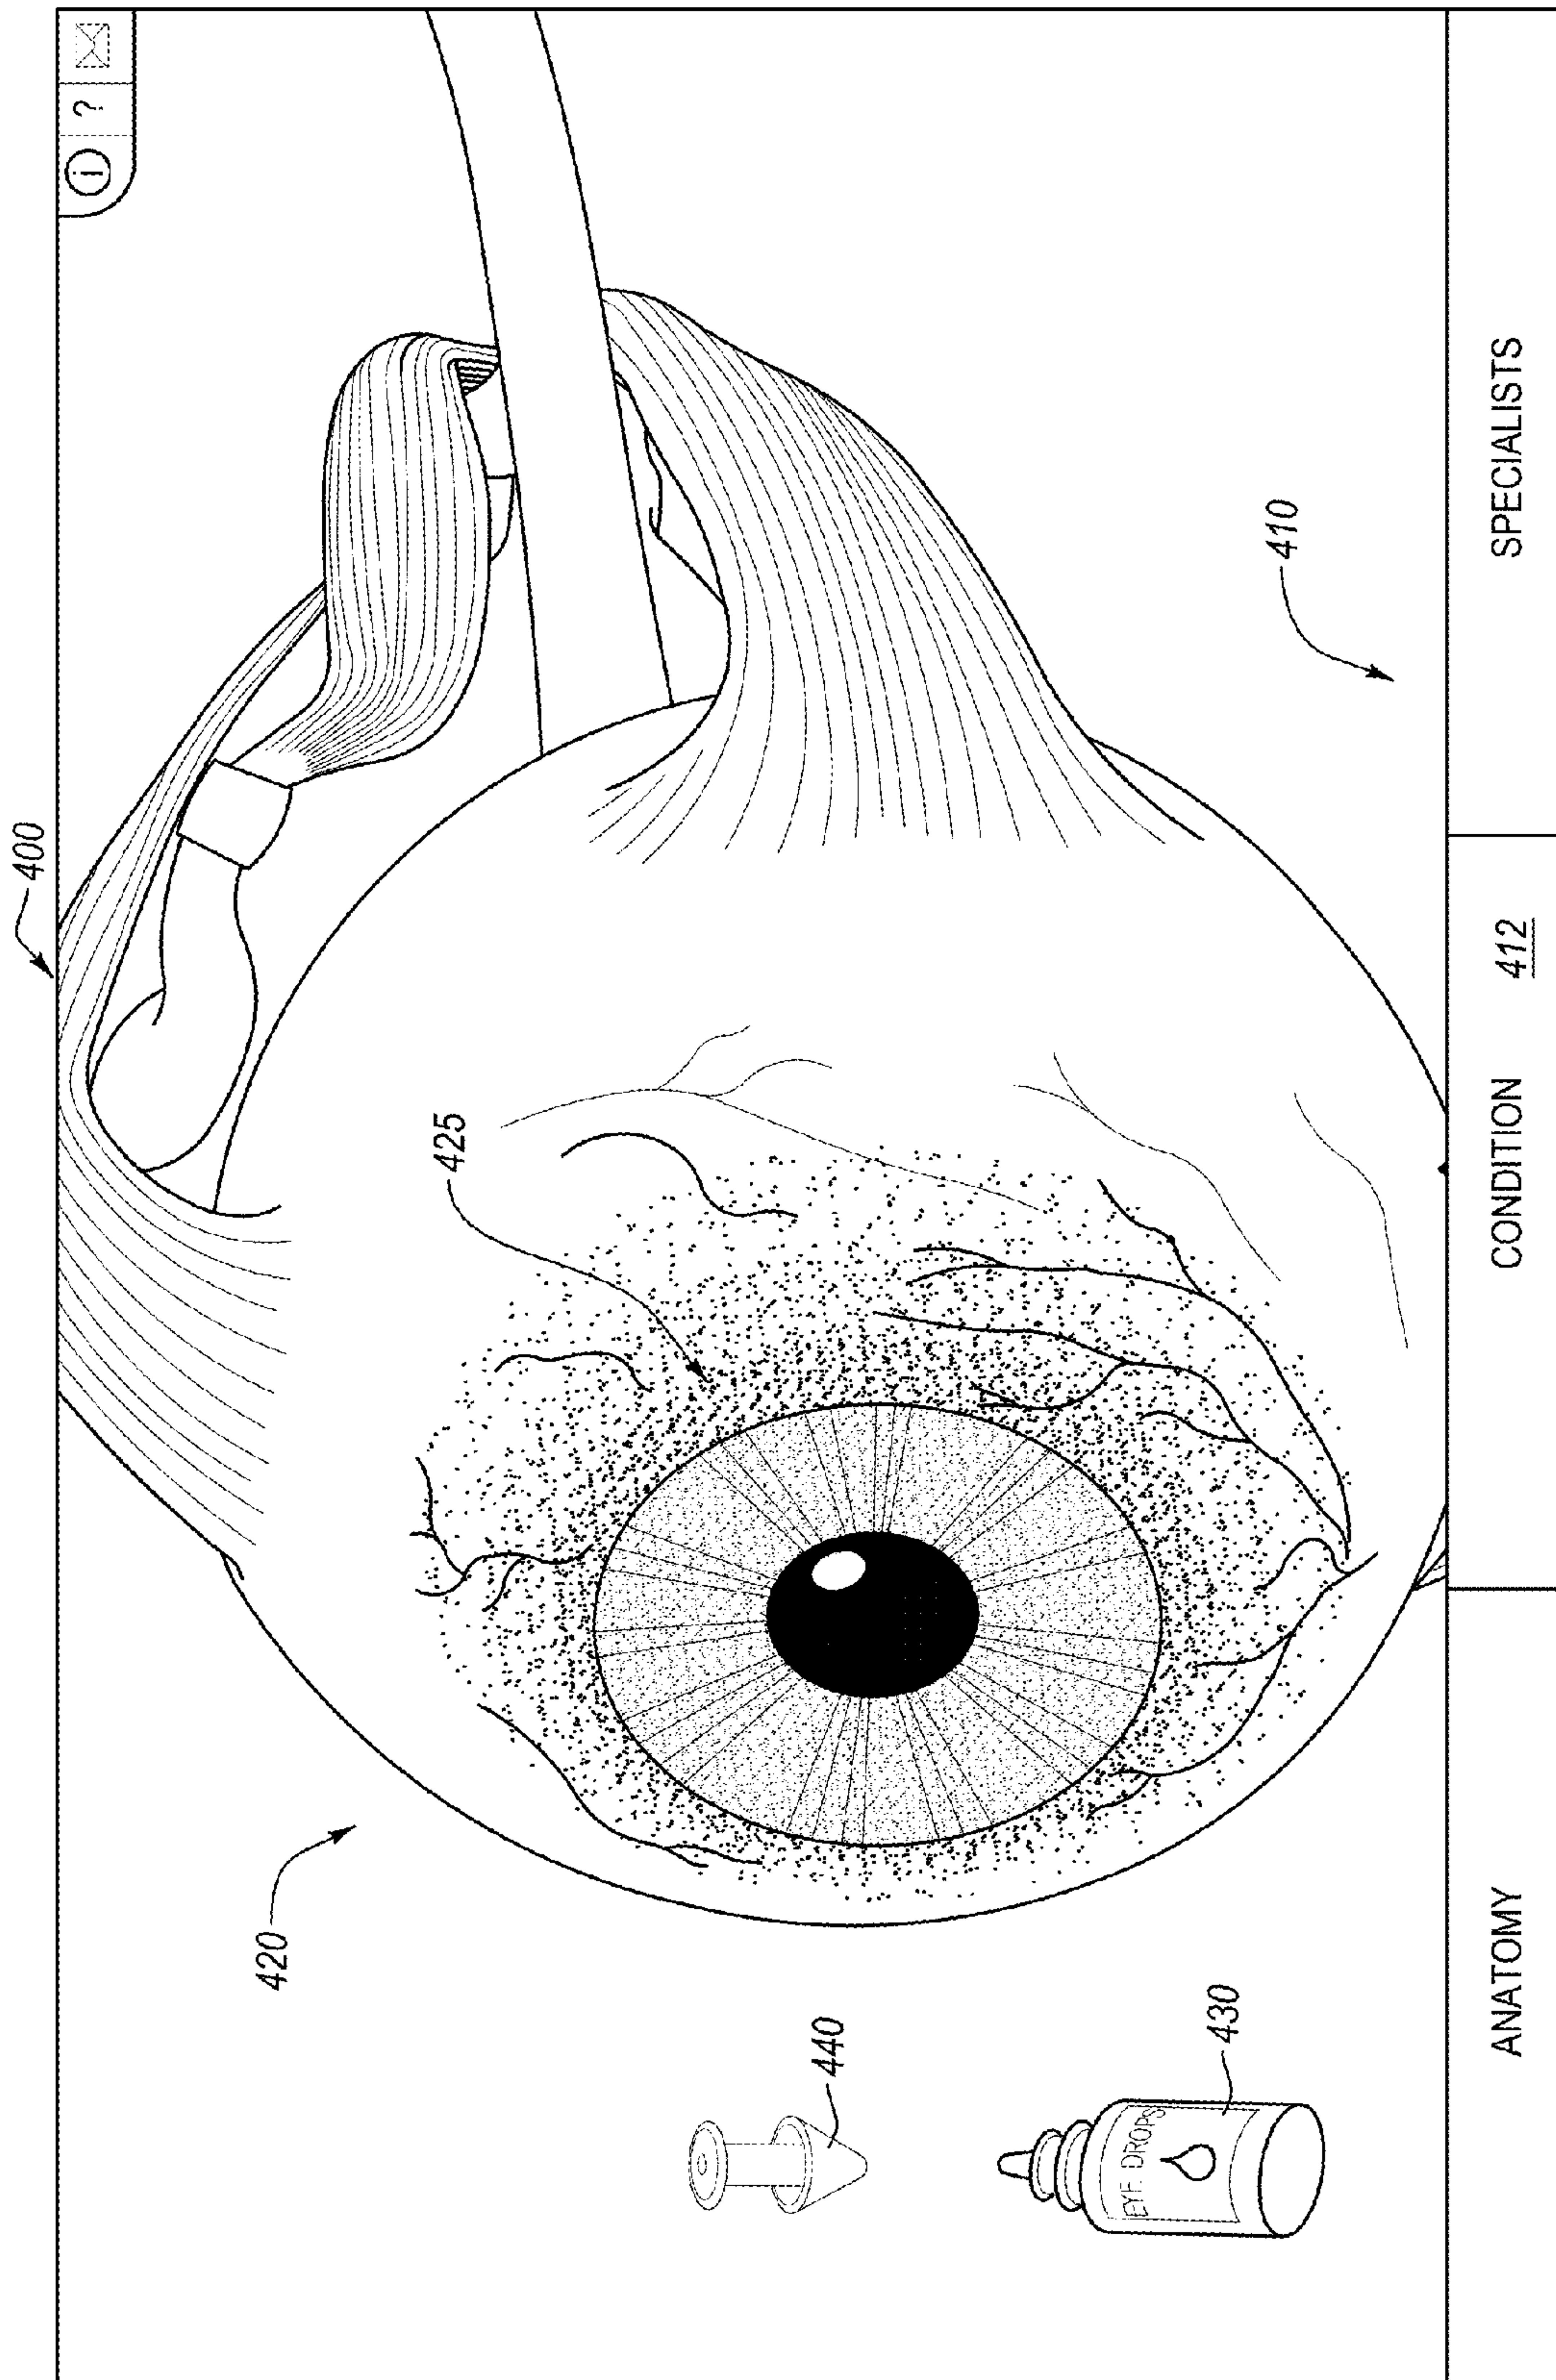 400
i ?
425
420
440
430
EYE DROPS
410
ANATOMY
CONDITION 412
SPECIALISTS